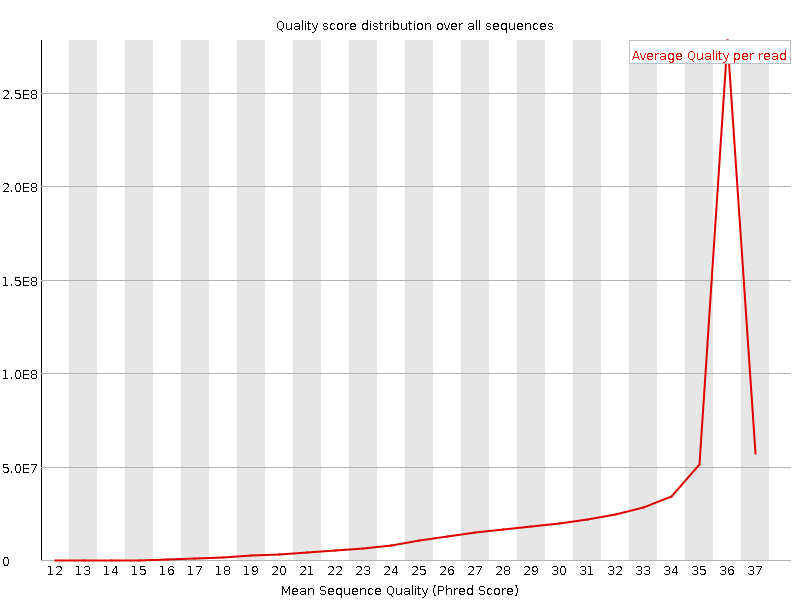 Quality score distribution over all sequences
Average Quality per read
2.5E8
2.0E8
1.5E8
1.0E8
5.0E7
0
12 13 14 15 16 17 18 19 20 21 22 23 24 25 26 27 28 29 30 31 32 33 34 35 36 37
Mean Sequence Quality (Phred Score)